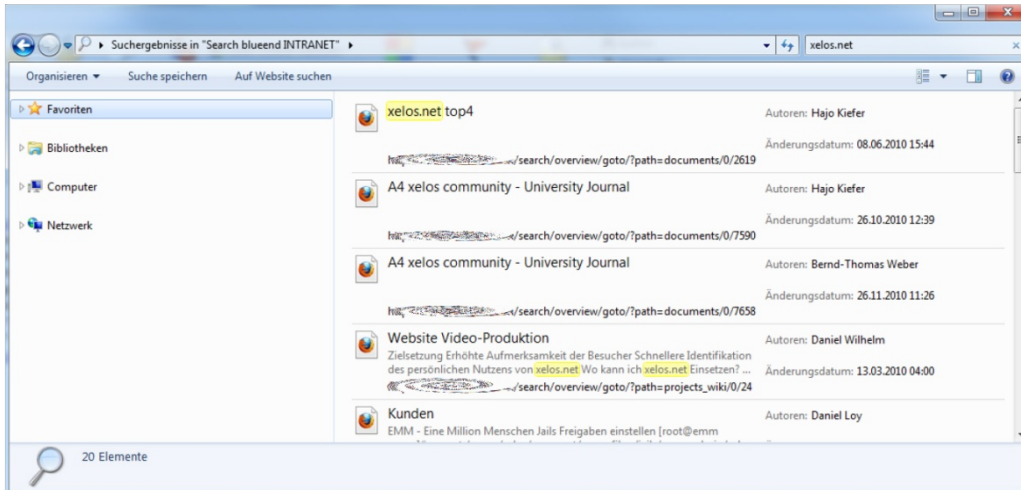 Suchergebnisse in "Search blueend INTRANET"
xelos.net
Organisieren
Suche speichern
Auf Website suchen
Favoriten
Bibliotheken
Computer
Netzwerk
xelos.net top4
Autoren: Hajo Kiefer
Änderungsdatum: 08.06.2010 15:44
/search/overview/goto/?path=documents/0/2619
A4 xelos community - University Journal
Autoren: Hajo Kiefer
Änderungsdatum: 26.10.2010 12:39
/search/overview/goto/?path=documents/0/7590
A4 xelos community - University Journal
Autoren: Bernd-Thomas Weber
Änderungsdatum: 26.11.2010 11:26
/search/overview/goto/?path=documents/0/7658
Website Video-Produktion
Autoren: Daniel Wilhelm
Zielsetzung Erhöhte Aufmerksamkeit der Besucher Schnellere Identifikation
des persönlichen Nutzens von xelos.net Wo kann ich xelos.net Einsetzen? ...
Änderungsdatum: 13.03.2010 04:00
/search/overview/goto/?path=projects_wiki/0/24
Kunden
Autoren: Daniel Loy
EMM - Eine Million Menschen Jails Freigaben einstellen [root@emm
20 Elemente